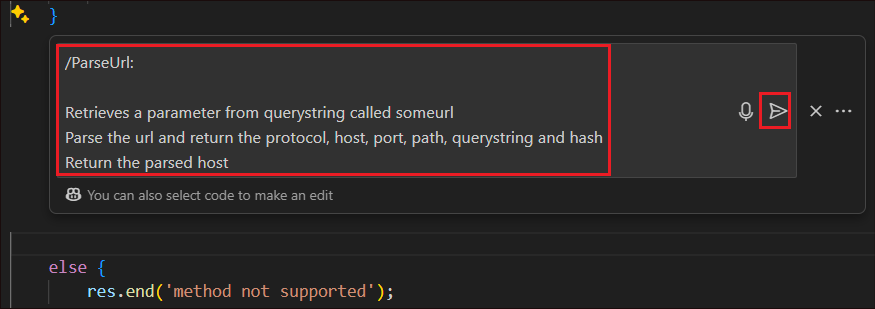 }
/ParseUrl:
Retrieves a parameter from querystring called someurl
Parse the url and return the protocol, host, port, path, querystring and hash
Return the parsed host
You can also select code to make an edit
else {
res.end('method not supported');